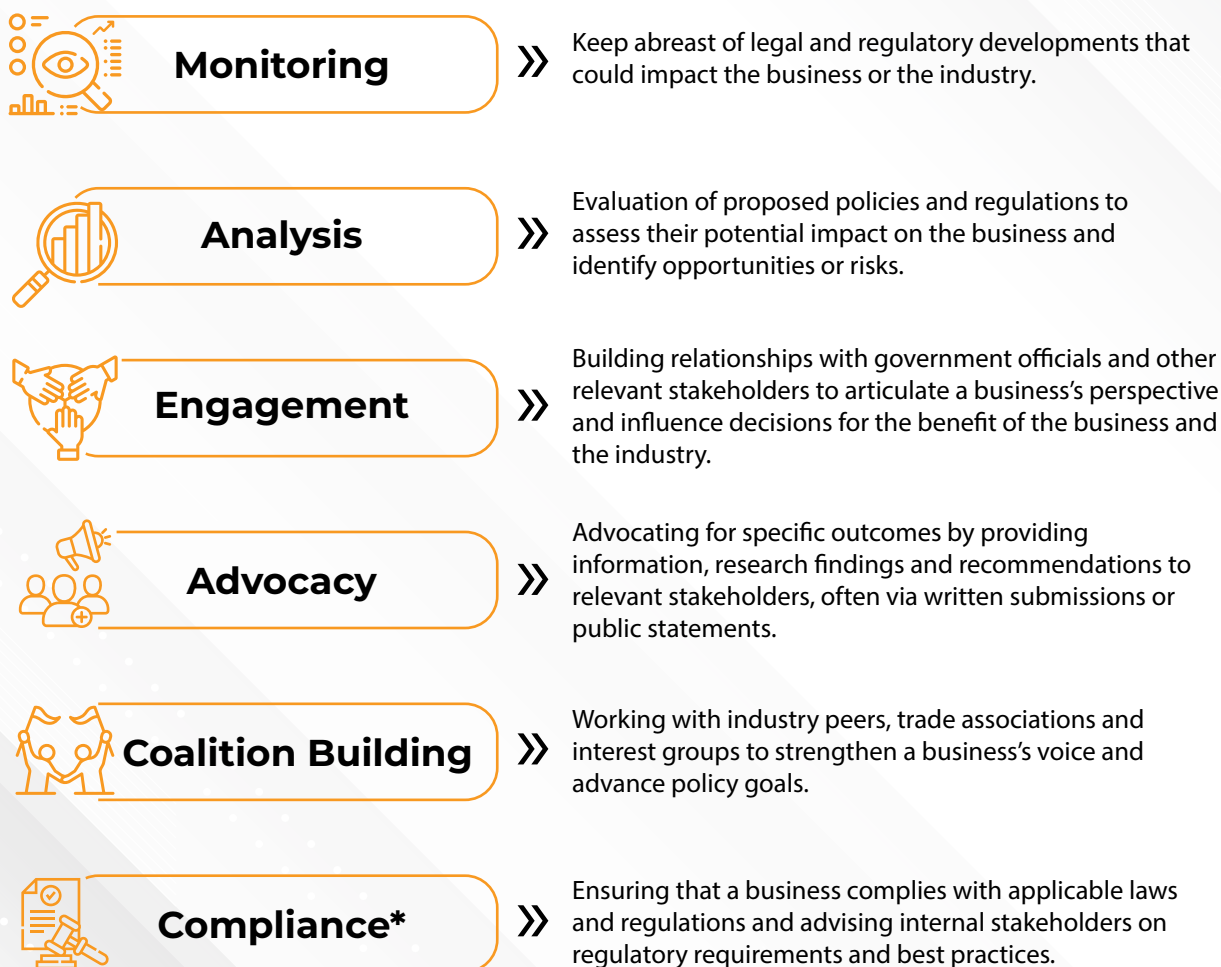 Monitoring
Keep abreast of legal and regulatory developments that
could impact the business or the industry.
Analysis
Evaluation of proposed policies and regulations to
assess their potential impact on the business and
identify opportunities or risks.
Engagement
Building relationships with government officials and other
relevant stakeholders to articulate a business’s perspective
and influence decisions for the benefit of the business and
the industry.
Advocacy
Advocating for specific outcomes by providing
information, research findings and recommendations to
relevant stakeholders, often via written submissions or
public statements.
Coalition Building
Working with industry peers, trade associations and
interest groups to strengthen a business’s voice and
advance policy goals.
Compliance*
Ensuring that a business complies with applicable laws
and regulations and advising internal stakeholders on
regulatory requirements and best practices.